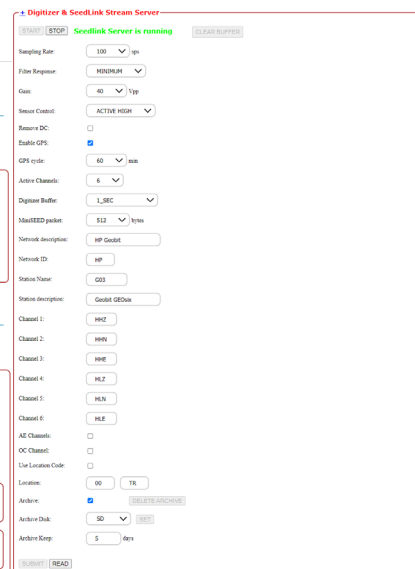 ± Digitizer & SeedLink Stream Server
START STOP Seedlink Server is running CLEAR BUFFER
Sampling Rate: 100 sps
Filter Response: MINIMUM
Gain: 40 Vpp
Sensor Control: ACTIVE HIGH
Remove DC:
Enable GPS:
GPS cycle: 60 min
Active Channels: 6
Digitizer Buffer: 1_SEC
MiniSEED packet: 512 bytes
Network description: HP Geobit
Network ID: HP
Station Name: G03
Station description: Geobit GEOsix
Channel 1: HHZ
Channel 2: HHN
Channel 3: HHE
Channel 4: HLZ
Channel 5: HLN
Channel 6: HLE
AE Channels:
OC Channel:
Use Location Code:
Location: 00 TR
Archive: DELETE ARCHIVE
Archive Disk: SD SET
Archive Keep: 5 days
SUBMIT READ